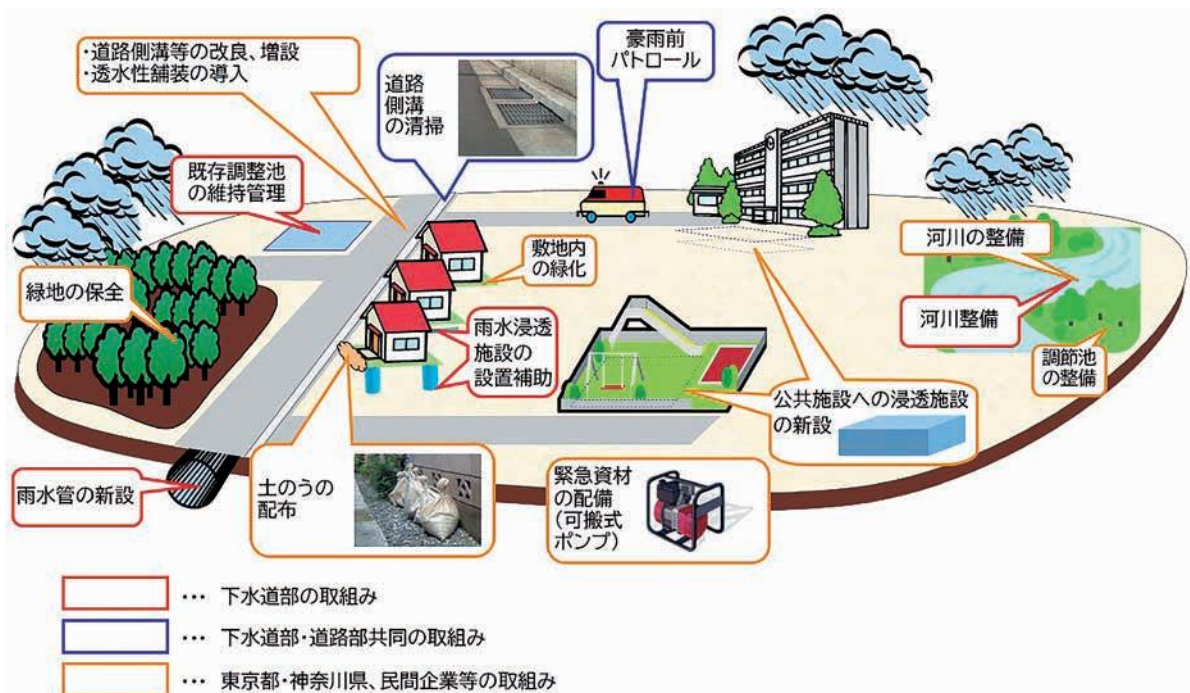 ・道路側溝等の改良、増設
・透水性舗装の導入
道路
側溝
の清掃
豪雨前
パトロール
既存調整池
の維持管理
緑地の保全
敷地内
の緑化
雨水浸透
施設の
設置補助
河川の整備
河川整備
調節池
の整備
公共施設への浸透施設
の新設
雨水管の新設
土のうの
配布
緊急資材
の配備
(可搬式
ポンプ)
… 下水道部の取組み
… 下水道部・道路部共同の取組み
… 東京都・神奈川県、民間企業等の取組み